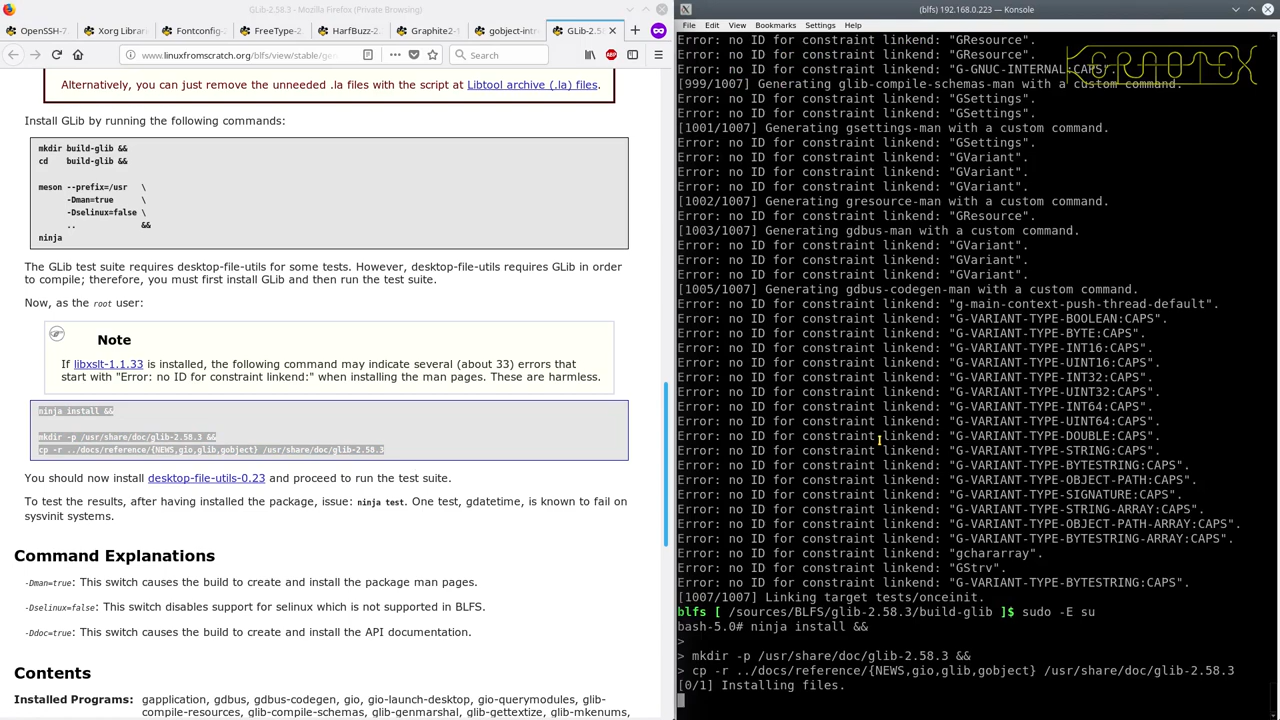 GLib-2.58.3 - Mozilla Firefox (Private Browsing)
OpenSSH-7
Xorg Librar
Fontconfig-
FreeType-2.
HarfBuzz-2.
Graphite2-1
gobject-intr
GLib-2.58
www.linuxfromscratch.org/blfs/view/stable/gen
Search
Alternatively, you can just remove the unneeded .la files with the script at Libtool archive (.la) files.
Install GLib by running the following commands:
mkdir build-glib &&
cd    build-glib &&
meson --prefix=/usr   \
-Dman=true      \
-Dselinux=false \
..              &&
ninja
The GLib test suite requires desktop-file-utils for some tests. However, desktop-file-utils requires GLib in order
to compile; therefore, you must first install GLib and then run the test suite.
Now, as the root user:
Note
If libxslt-1.1.33 is installed, the following command may indicate several (about 33) errors that
start with "Error: no ID for constraint linkend:" when installing the man pages. These are harmless.
ninja install &&
mkdir -p /usr/share/doc/glib-2.58.3 &&
cp -r ../docs/reference/{NEWS,gio,glib,gobject} /usr/share/doc/glib-2.58.3
You should now install desktop-file-utils-0.23 and proceed to run the test suite.
To test the results, after having installed the package, issue: ninja test. One test, gdatetime, is known to fail on
sysvinit systems.
Command Explanations
-Dman=true: This switch causes the build to create and install the package man pages.
-Dselinux=false: This switch disables support for selinux which is not supported in BLFS.
-Ddoc=true: This switch causes the build to create and install the API documentation.
Contents
Installed Programs: gapplication, gdbus, gdbus-codegen, gio, gio-launch-desktop, gio-querymodules, glib-
compile-resources, glib-compile-schemas, glib-genmarshal, glib-gettextize, glib-mkenums,
(blfs) 192.168.0.223 — Konsole
File Edit View Bookmarks Settings Help
KERNOTEX
Error: no ID for constraint linkend: "GResource".
Error: no ID for constraint linkend: "GResource".
Error: no ID for constraint linkend: "G-GNUC-INTERNAL:CAPS".
[999/1007] Generating glib-compile-schemas-man with a custom command.
Error: no ID for constraint linkend: "GSettings".
Error: no ID for constraint linkend: "GSettings".
[1001/1007] Generating gsettings-man with a custom command.
Error: no ID for constraint linkend: "GSettings".
Error: no ID for constraint linkend: "GVariant".
Error: no ID for constraint linkend: "GVariant".
Error: no ID for constraint linkend: "GVariant".
[1002/1007] Generating gresource-man with a custom command.
Error: no ID for constraint linkend: "GResource".
[1003/1007] Generating gdbus-man with a custom command.
Error: no ID for constraint linkend: "GVariant".
Error: no ID for constraint linkend: "GVariant".
Error: no ID for constraint linkend: "GVariant".
[1005/1007] Generating gdbus-codegen-man with a custom command.
Error: no ID for constraint linkend: "g-main-context-push-thread-default".
Error: no ID for constraint linkend: "G-VARIANT-TYPE-BOOLEAN:CAPS".
Error: no ID for constraint linkend: "G-VARIANT-TYPE-BYTE:CAPS".
Error: no ID for constraint linkend: "G-VARIANT-TYPE-INT16:CAPS".
Error: no ID for constraint linkend: "G-VARIANT-TYPE-UINT16:CAPS".
Error: no ID for constraint linkend: "G-VARIANT-TYPE-INT32:CAPS".
Error: no ID for constraint linkend: "G-VARIANT-TYPE-UINT32:CAPS".
Error: no ID for constraint linkend: "G-VARIANT-TYPE-INT64:CAPS".
Error: no ID for constraint linkend: "G-VARIANT-TYPE-UINT64:CAPS".
Error: no ID for constraint linkend: "G-VARIANT-TYPE-DOUBLE:CAPS".
Error: no ID for constraint linkend: "G-VARIANT-TYPE-STRING:CAPS".
Error: no ID for constraint linkend: "G-VARIANT-TYPE-BYTESTRING:CAPS".
Error: no ID for constraint linkend: "G-VARIANT-TYPE-OBJECT-PATH:CAPS".
Error: no ID for constraint linkend: "G-VARIANT-TYPE-SIGNATURE:CAPS".
Error: no ID for constraint linkend: "G-VARIANT-TYPE-STRING-ARRAY:CAPS".
Error: no ID for constraint linkend: "G-VARIANT-TYPE-OBJECT-PATH-ARRAY:CAPS".
Error: no ID for constraint linkend: "G-VARIANT-TYPE-BYTESTRING-ARRAY:CAPS".
Error: no ID for constraint linkend: "gchararray".
Error: no ID for constraint linkend: "GStrv".
Error: no ID for constraint linkend: "G-VARIANT-TYPE-BYTESTRING:CAPS".
[1007/1007] Linking target tests/onceinit.
blfs [ /sources/BLFS/glib-2.58.3/build-glib ]$ sudo -E su
bash-5.0# ninja install &&
>
> mkdir -p /usr/share/doc/glib-2.58.3 &&
> cp -r ../docs/reference/{NEWS,gio,glib,gobject} /usr/share/doc/glib-2.58.3
[0/1] Installing files.